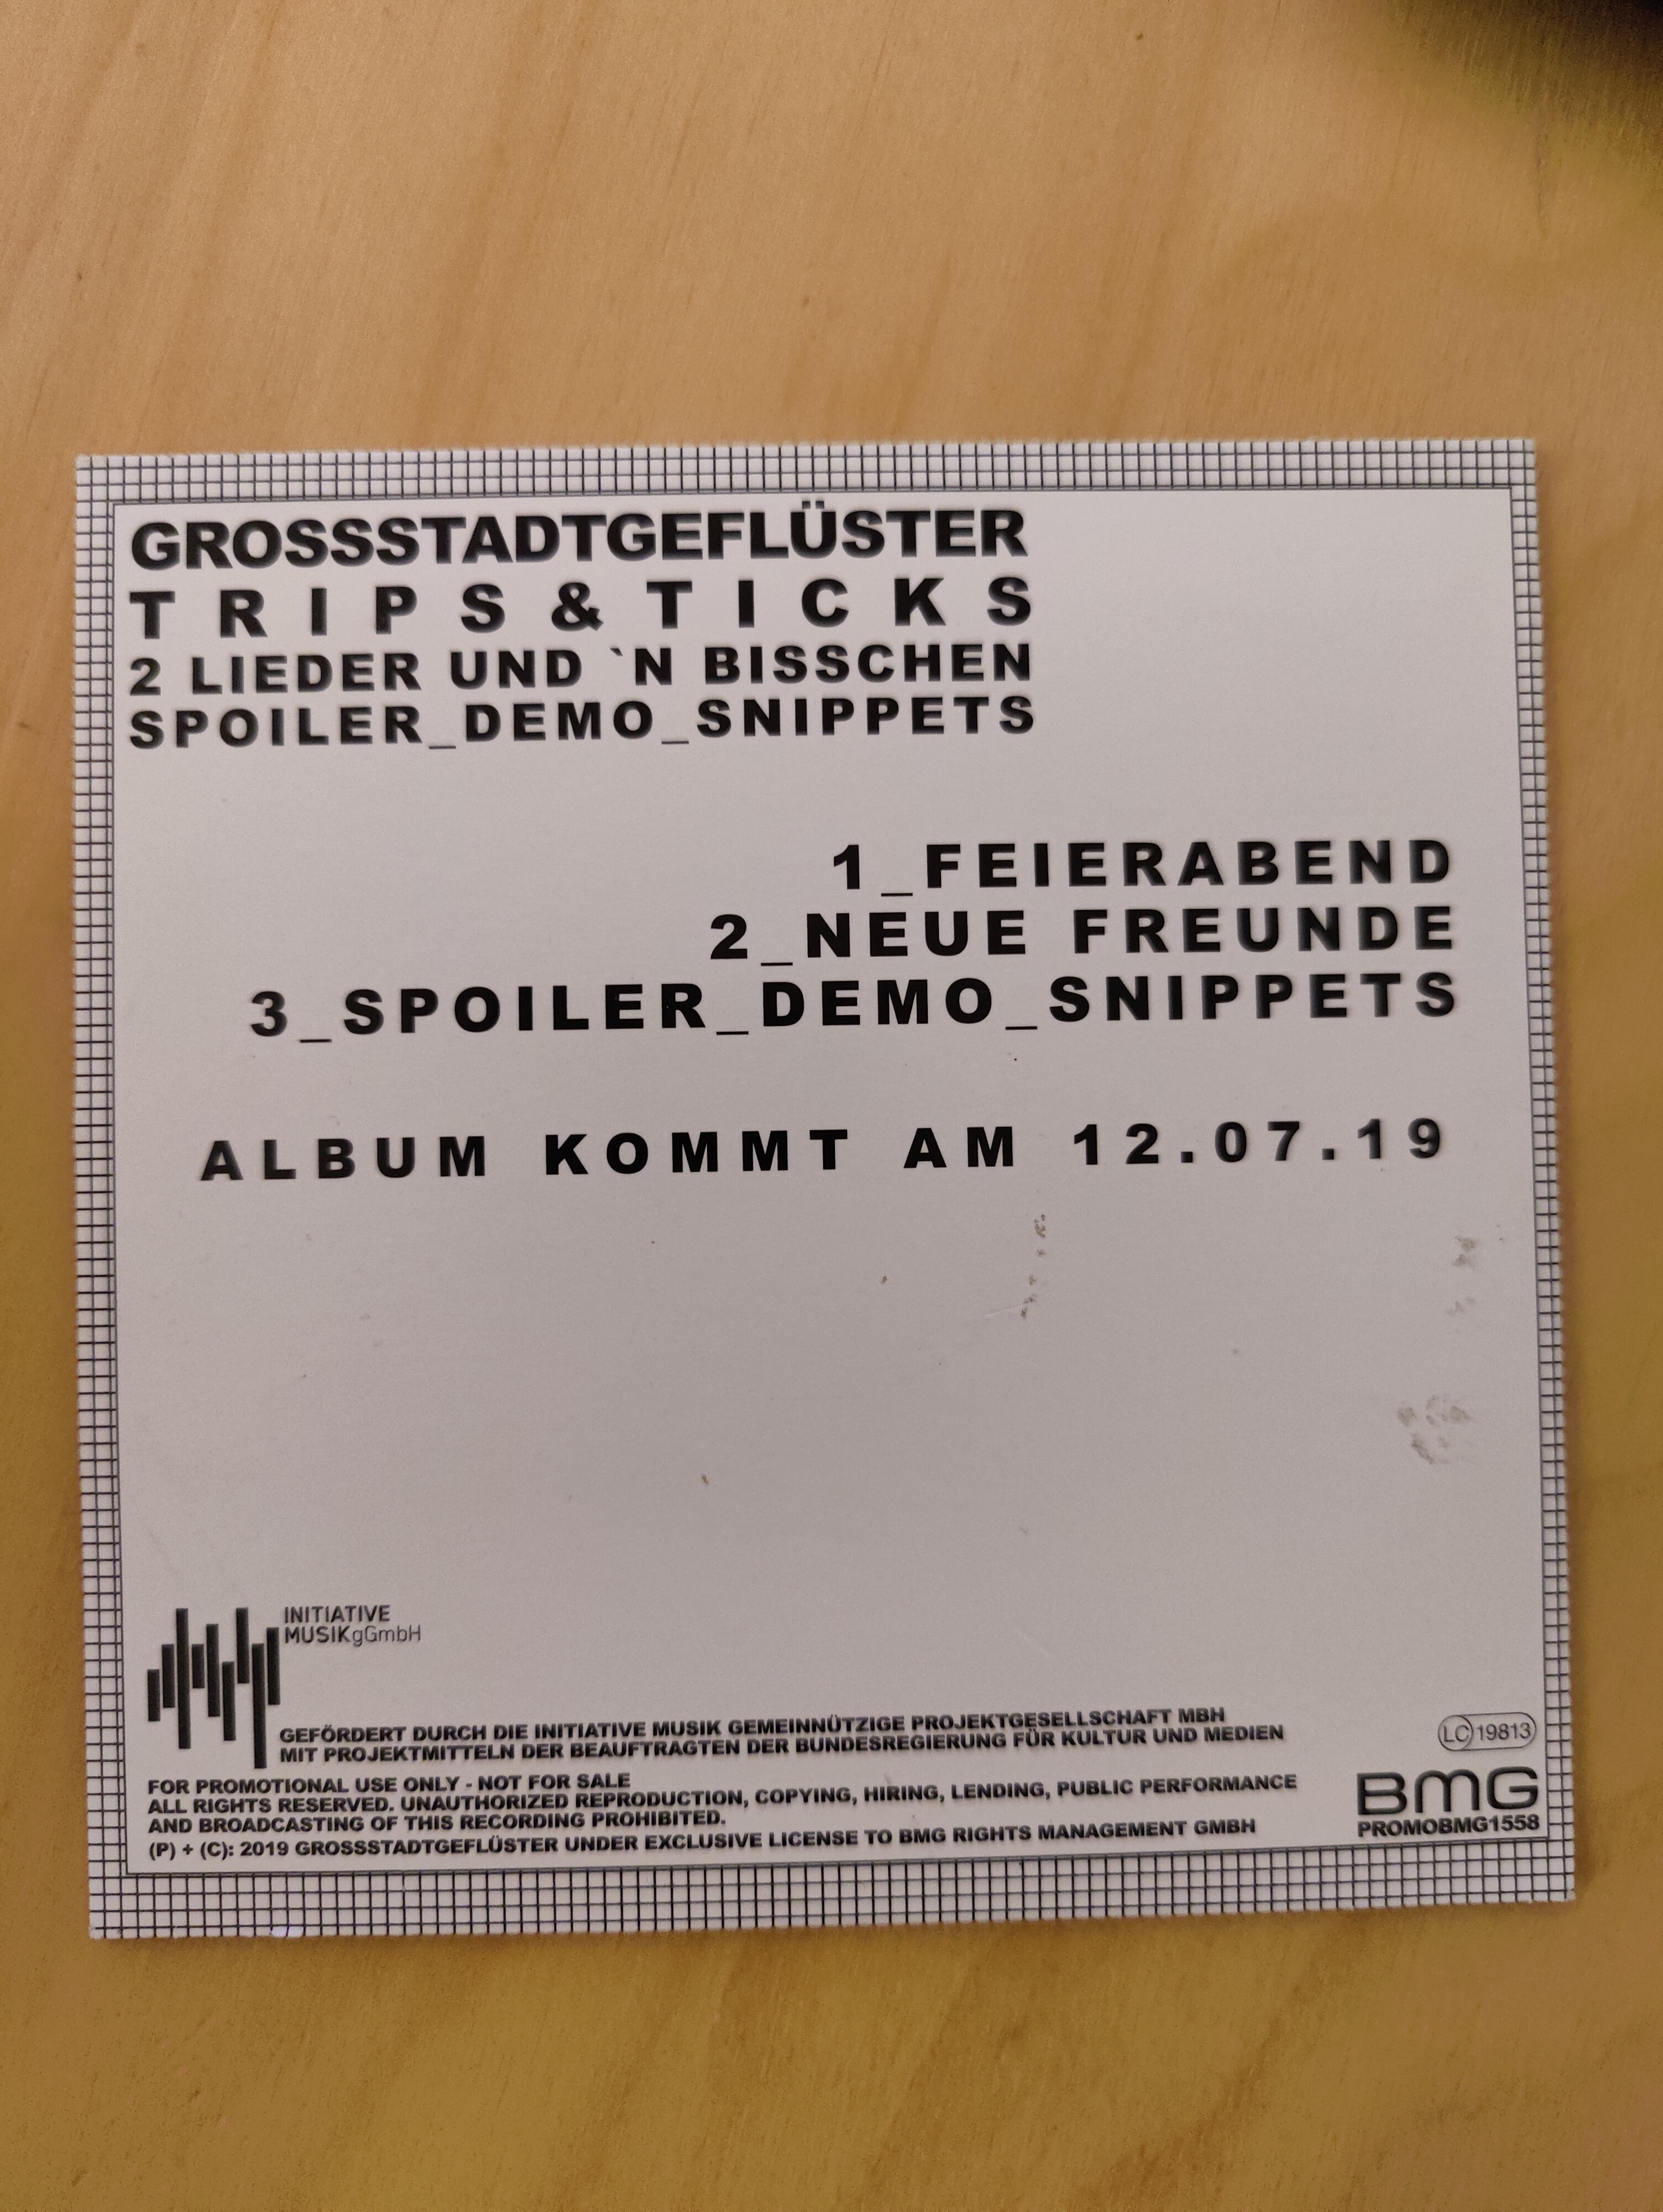 GROSSSTADTGEFLÜSTER
TRIPS & TICKS
2 LIEDER UND `N BISSCHEN
SPOILER_DEMO_SNIPPETS
1_FEIERABEND
2_NEUE FREUNDE
3_SPOILER_DEMO_SNIPPETS
ALBUM KOMMT AM 12.07.19
INITIATIVE
MUSIKgGmbH
GEFÖRDERT DURCH DIE INITIATIVE MUSIK GEMEINNÜTZIGE PROJEKTGESELLSCHAFT MBH
MIT PROJEKTMITTELN DER BEAUFTRAGTEN DER BUNDESREGIERUNG FÜR KULTUR UND MEDIEN
LC 19813
FOR PROMOTIONAL USE ONLY - NOT FOR SALE
ALL RIGHTS RESERVED. UNAUTHORIZED REPRODUCTION, COPYING, HIRING, LENDING, PUBLIC PERFORMANCE
AND BROADCASTING OF THIS RECORDING PROHIBITED.
(P) + (C): 2019 GROSSSTADTGEFLÜSTER UNDER EXCLUSIVE LICENSE TO BMG RIGHTS MANAGEMENT GMBH
BMG
PROMOBMG1558